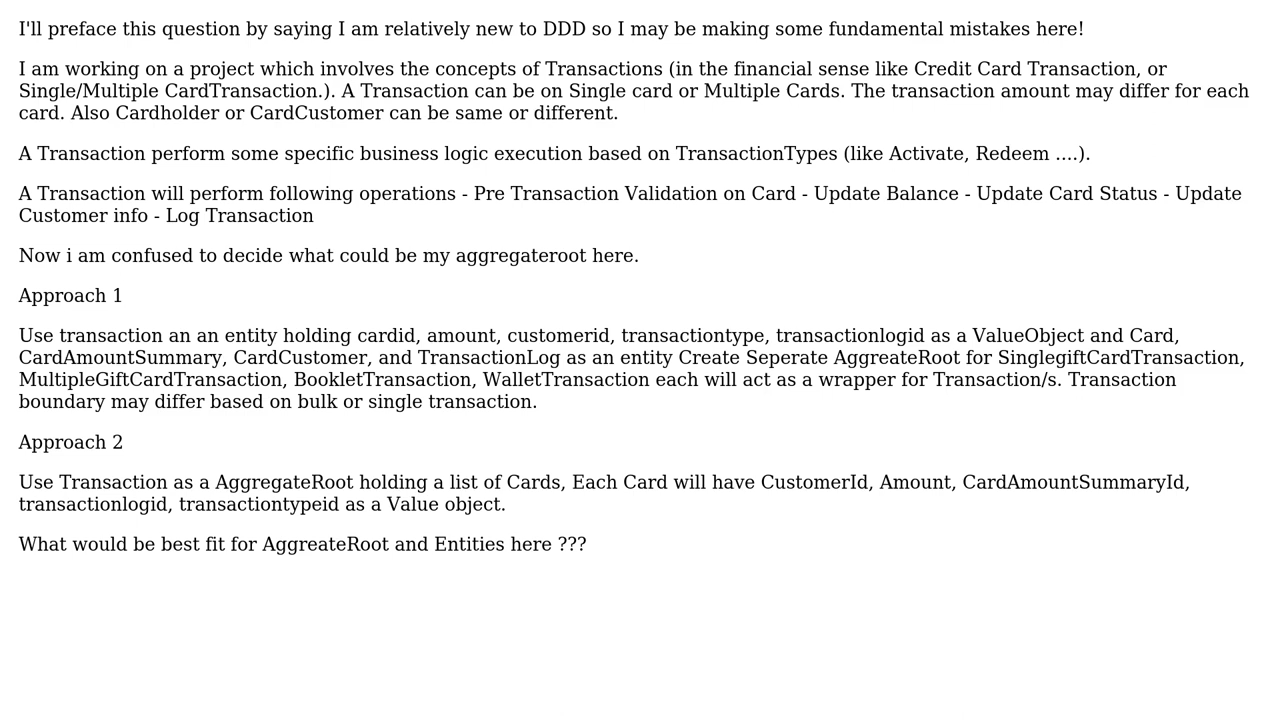 I'll preface this question by saying I am relatively new to DDD so I may be making some fundamental mistakes here!
I am working on a project which involves the concepts of Transactions (in the financial sense like Credit Card Transaction, or
Single/Multiple CardTransaction.). A Transaction can be on Single card or Multiple Cards. The transaction amount may differ for each
card. Also Cardholder or CardCustomer can be same or different.
A Transaction perform some specific business logic execution based on TransactionTypes (like Activate, Redeem ....).
A Transaction will perform following operations - Pre Transaction Validation on Card - Update Balance - Update Card Status - Update
Customer info - Log Transaction
Now i am confused to decide what could be my aggregateroot here.
Approach 1
Use transaction an an entity holding cardid, amount, customerid, transactiontype, transactionlogid as a ValueObject and Card,
CardAmountSummary, CardCustomer, and TransactionLog as an entity Create Seperate AggreateRoot for SinglegiftCardTransaction,
MultipleGiftCardTransaction, BookletTransaction, WalletTransaction each will act as a wrapper for Transaction/s. Transaction
boundary may differ based on bulk or single transaction.
Approach 2
Use Transaction as a AggregateRoot holding a list of Cards, Each Card will have CustomerId, Amount, CardAmountSummaryId,
transactionlogid, transactiontypeid as a Value object.
What would be best fit for AggreateRoot and Entities here ???